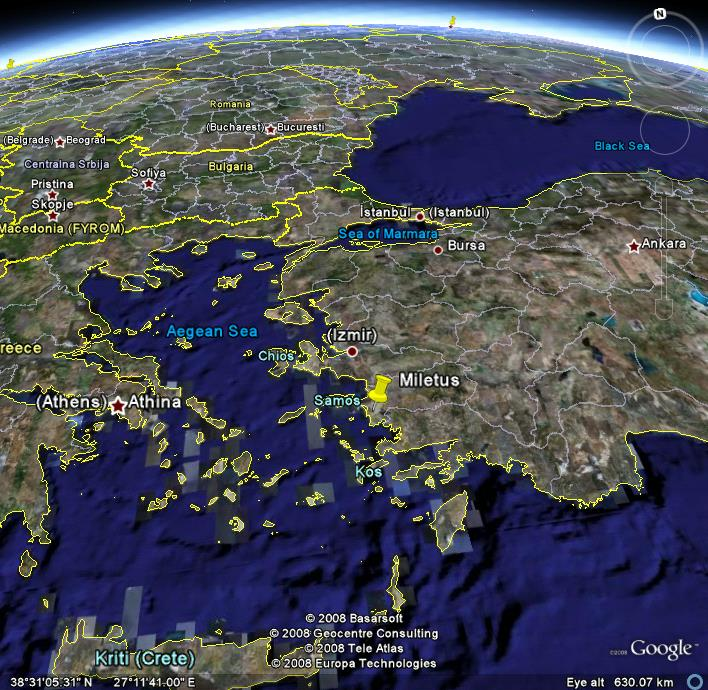 N
Romania
(Bucharest) Bucuresti
Black Sea
(Belgrade) Beograd
Centralna Srbija
Bulgaria
Sofiya
Pristina
Skopje
İstanbul (Istanbul)
Macedonia (FYROM)
Sea of Marmara
Bursa
Ankara
Aegean Sea
(Izmir)
reece
Chios
Miletus
Samos
(Athens) Athina
Kos
© 2008 Basarsoft
© 2008 Geocentre Consulting
© 2008 Tele Atlas
© 2008 Europa Technologies
©2008 Google™
Kriti (Crete)
38°31'05.31" N 27°11'41.00" E
Eye alt 630.07 km